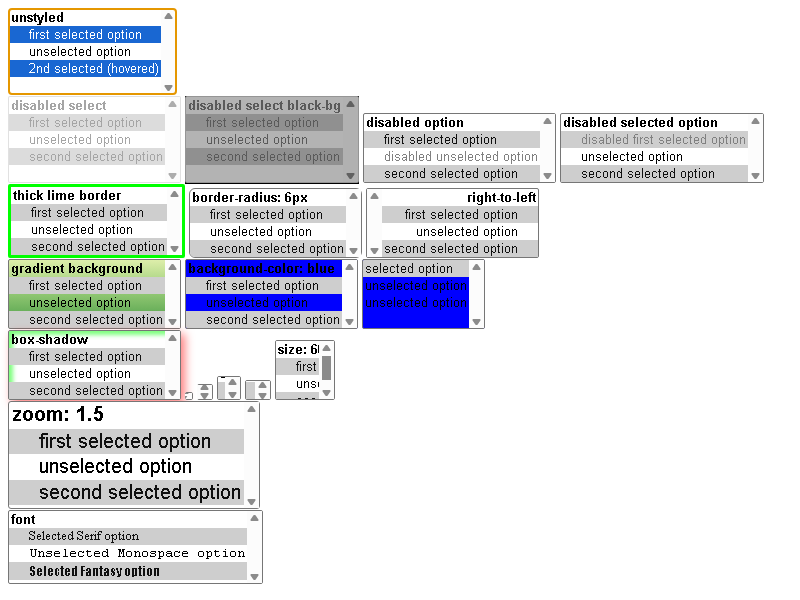 unstyled
first selected option
unselected option
2nd selected (hovered)
disabled select
first selected option
unselected option
second selected option
disabled select black-bg
first selected option
unselected option
second selected option
disabled option
first selected option
disabled unselected option
second selected option
disabled selected option
disabled first selected option
unselected option
second selected option
thick lime border
first selected option
unselected option
second selected option
border-radius: 6px
first selected option
unselected option
second selected option
right-to-left
first selected option
unselected option
second selected option
gradient background
first selected option
unselected option
second selected option
background-color: blue
first selected option
unselected option
second selected option
selected option
unselected option
unselected option
box-shadow
first selected option
unselected option
second selected option
size: 6
first
uns
zoom: 1.5
first selected option
unselected option
second selected option
font
Selected Serif option
Unselected Monospace option
Selected Fantasy option